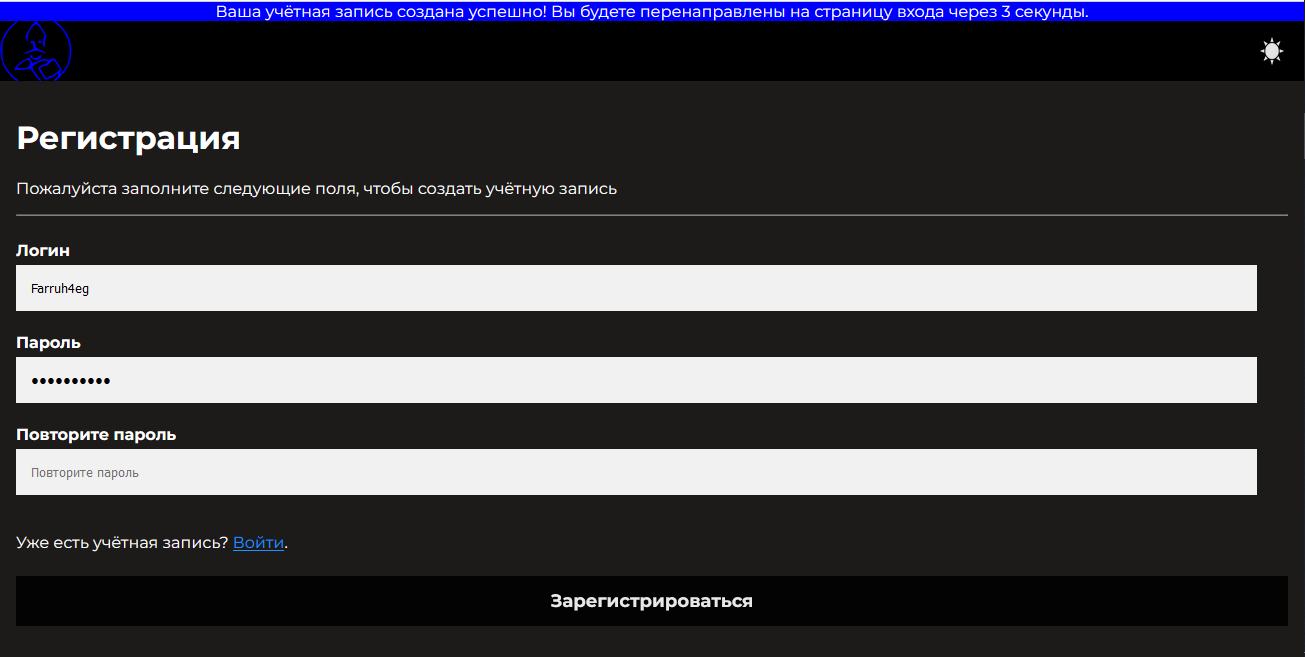 Ваша учётная запись создана успешно! Вы будете перенаправлены на страницу входа через 3 секунды.
Регистрация
Пожалуйста заполните следующие поля, чтобы создать учётную запись
Логин
Farruh4eg
Пароль
••••••••••
Повторите пароль
Повторите пароль
Уже есть учётная запись? Войти.
Зарегистрироваться